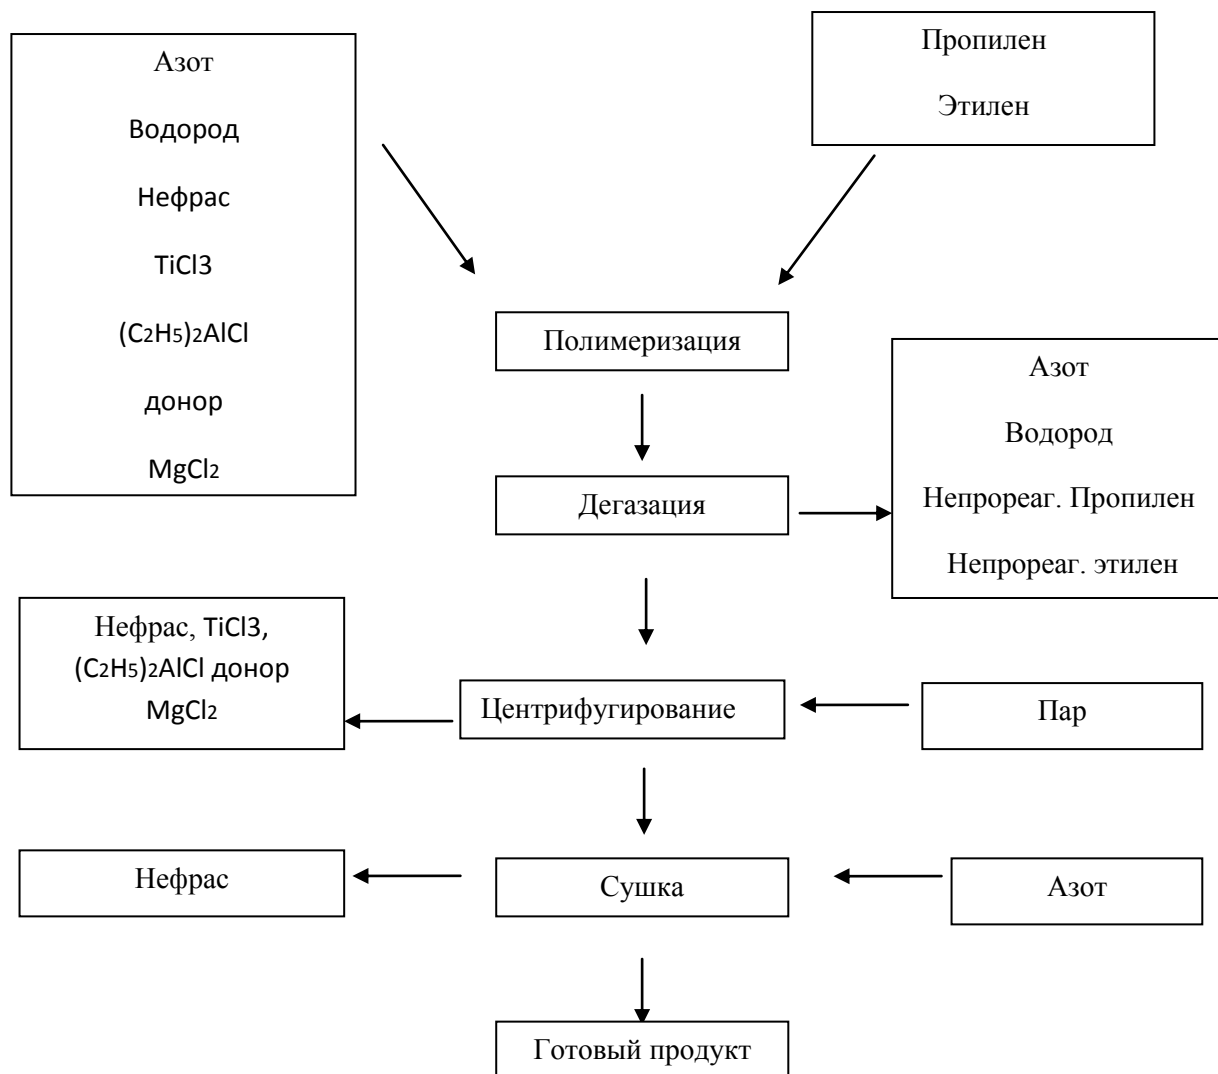 Азот
Водород
Нефрас
TiCl3
(C2H5)2AlCl
донор
MgCl2
Пропилен
Этилен
Полимеризация
Дегазация
Азот
Водород
Непрореаг. Пропилен
Непрореаг. этилен
Нефрас, TiCl3,
(C2H5)2AlCl донор
MgCl2
Центрифугирование
Пар
Нефрас
Сушка
Азот
Готовый продукт